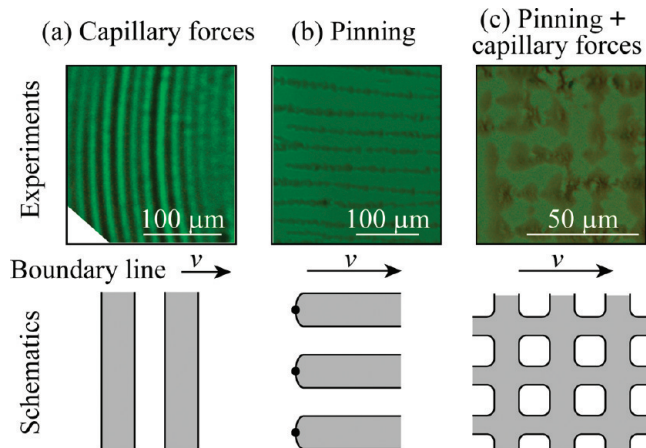 (a) Capillary forces
(b) Pinning
(c) Pinning +
capillary forces
Experiments
100 μm
100 μm
50 μm
Boundary line
v
v
v
Schematics